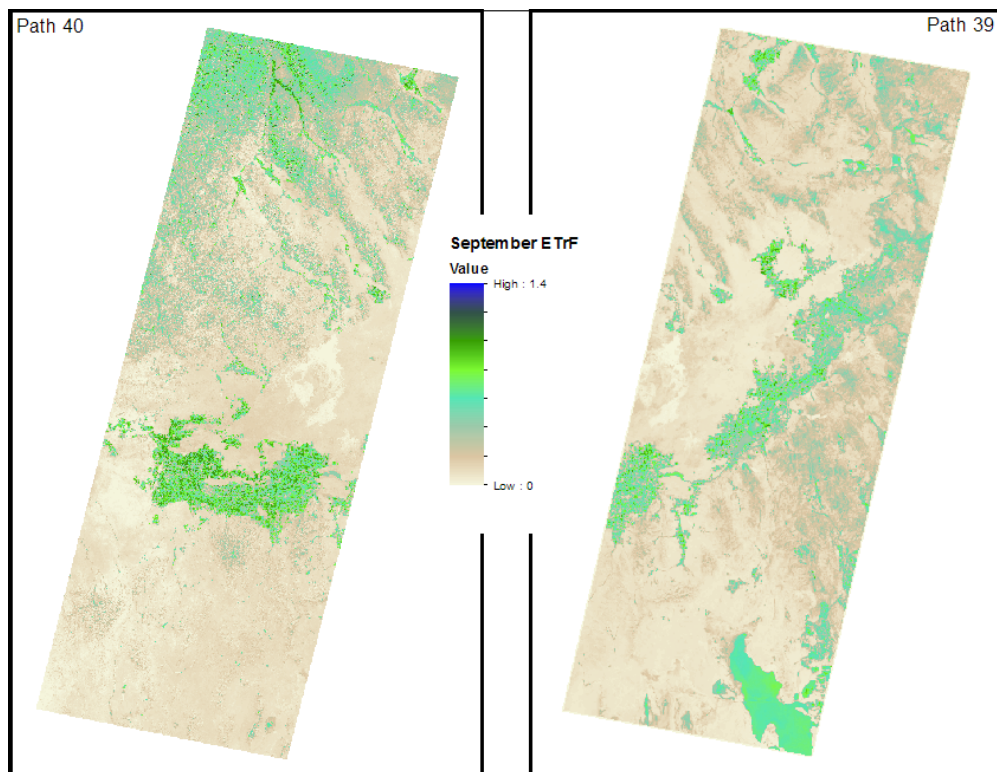 Path 40
Path 39
September ETrF
Value
High : 1.4
Low : 0